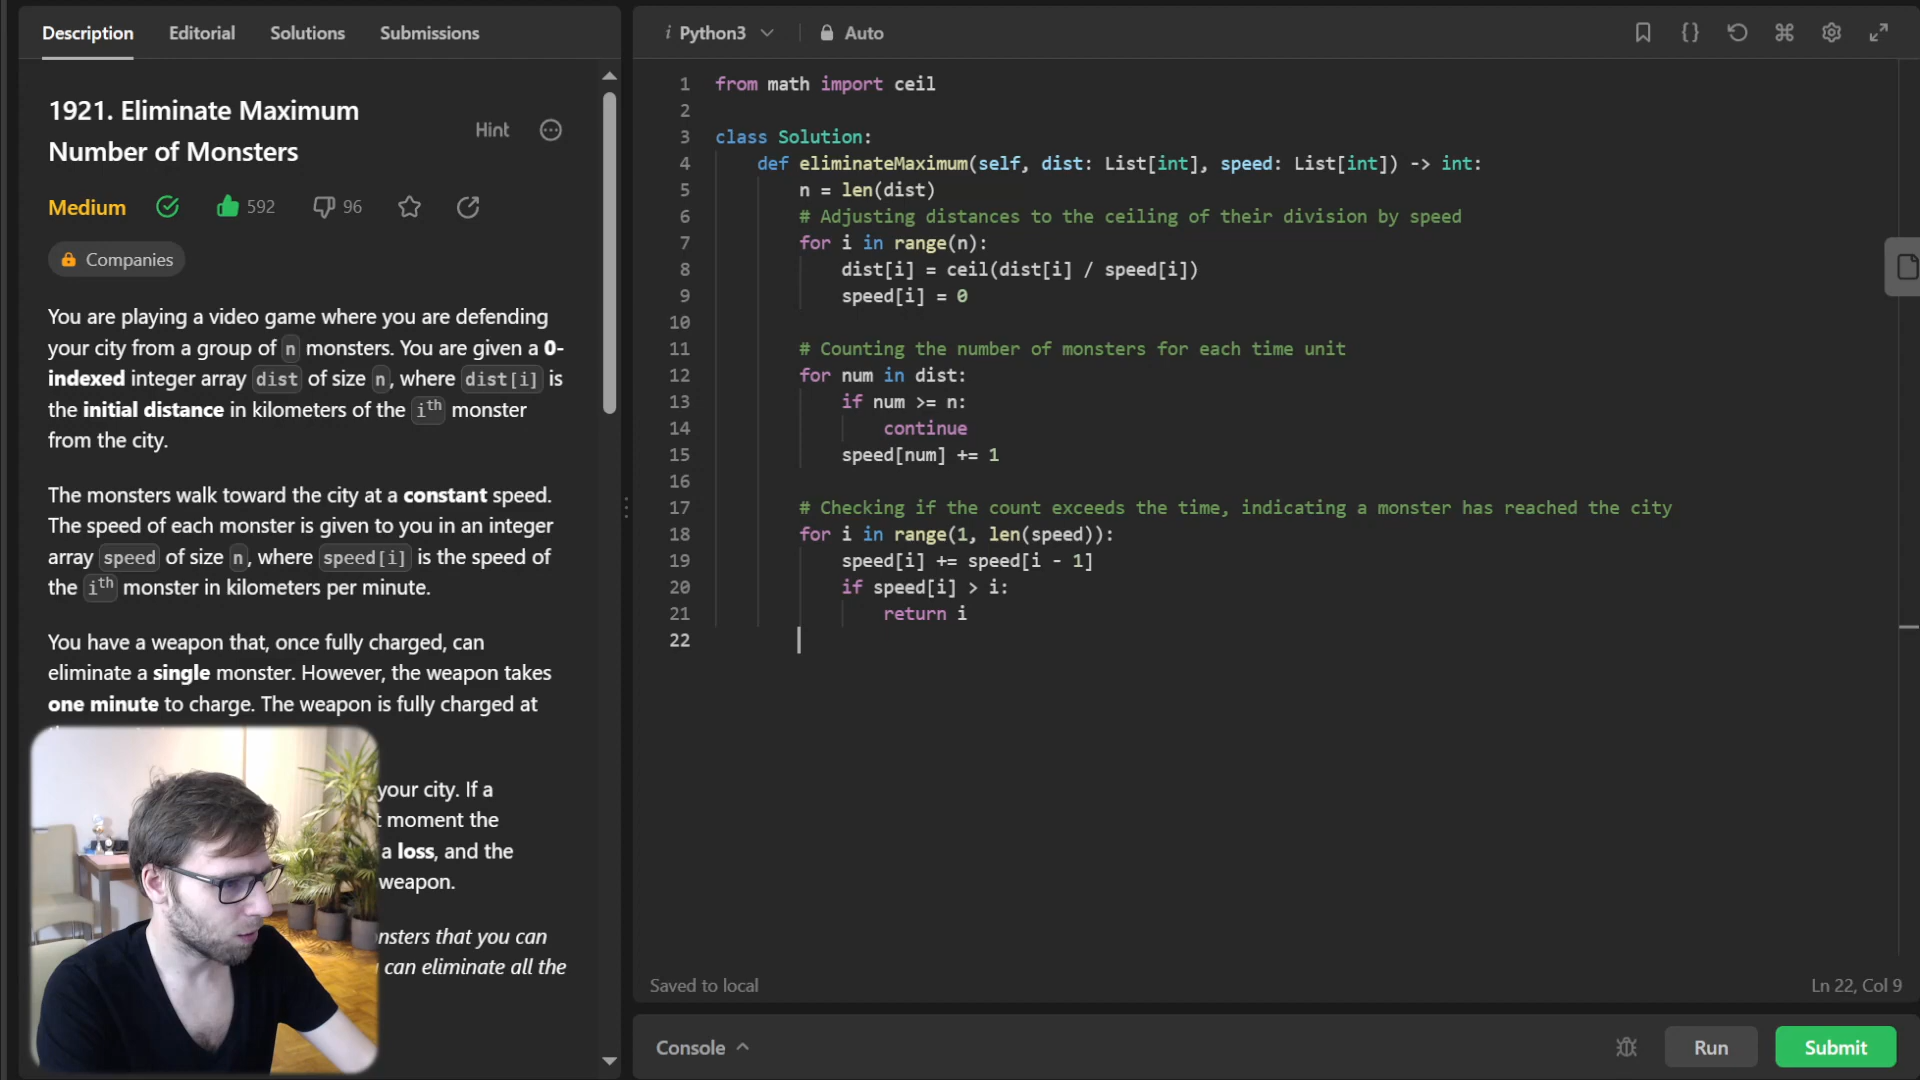 Description Editorial Solutions Submissions
1921. Eliminate Maximum
Number of Monsters
Hint
Medium 592 96
Companies
You are playing a video game where you are defending
your city from a group of n monsters. You are given a 0-
indexed integer array dist of size n, where dist[i] is
the initial distance in kilometers of the ith monster
from the city.
The monsters walk toward the city at a constant speed.
The speed of each monster is given to you in an integer
array speed of size n, where speed[i] is the speed of
the ith monster in kilometers per minute.
You have a weapon that, once fully charged, can
eliminate a single monster. However, the weapon takes
one minute to charge. The weapon is fully charged at
your city. If a
moment the
a loss, and the
weapon.
that you can
can eliminate all the
i Python3 Auto
1 from math import ceil
2
3 class Solution:
4 def eliminateMaximum(self, dist: List[int], speed: List[int]) -> int:
5 n = len(dist)
6 # Adjusting distances to the ceiling of their division by speed
7 for i in range(n):
8 dist[i] = ceil(dist[i] / speed[i])
9 speed[i] = 0
10
11 # Counting the number of monsters for each time unit
12 for num in dist:
13 if num >= n:
14 continue
15 speed[num] += 1
16
17 # Checking if the count exceeds the time, indicating a monster has reached the city
18 for i in range(1, len(speed)):
19 speed[i] += speed[i - 1]
20 if speed[i] > i:
21 return i
22
Saved to local Ln 22, Col 9
Console Run Submit